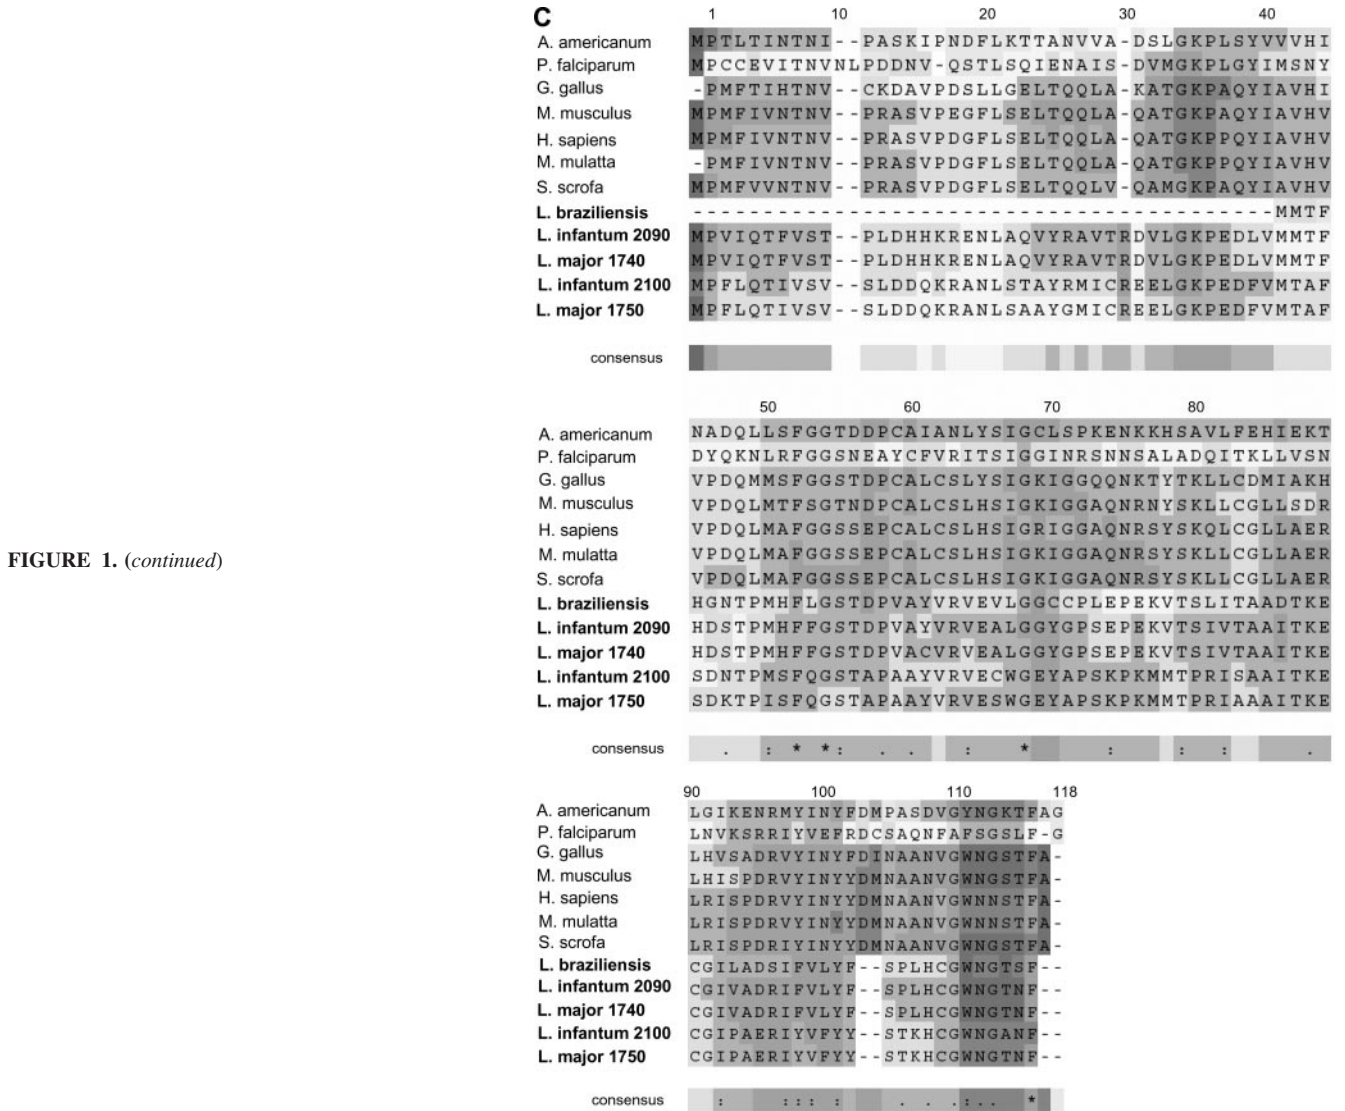 C
1 10 20 30 40
A. americanum MPTLTINTNI--PASKIPNDFLKTTANVVA-DSLGKPLSYVVVHI
P. falciparum MPCCEVITNVNLPDDNV-QSTLSQIENAIS-DVMGKPLGYIMSNY
G. gallus -PMFTIHTNV--CKDAVPDSLLGELTQQLA-KATGKPAQYIAVHI
M. musculus MPMFIVNTNV--PRASVPEGFLSELTQQLA-QATGKPAQYIAVHV
H. sapiens MPMFIVNTNV--PRASVPDGFLSELTQQLA-QATGKPPQYIAVHV
M. mulatta -PMFIVNTNV--PRASVPDGFLSELTQQLA-QATGKPPQYIAVHV
S. scrofa MPMFVVNTNV--PRASVPDGFLSELTQQLV-QAMGKPAQYIAVHV
L. braziliensis -----------------------------------------MMTF
L. infantum 2090 MPVIQTFVST--PLDHHKRENLAQVYRAVTRDVLGKPEDLVMMTF
L. major 1740 MPVIQTFVST--PLDHHKRENLAQVYRAVTRDVLGKPEDLVMMTF
L. infantum 2100 MPFLQTIVSV--SLDDQKRANLSTAYRMICREELGKPEDFVMTAF
L. major 1750 MPFLQTIVSV--SLDDQKRANLSAAYGMICREELGKPEDFVMTAF
consensus
50 60 70 80
A. americanum NADQLLSFGGTDDPCAIANLYSIGCLSPKENKKHSAVLFEHIEKT
P. falciparum DYQKNLRFGGSNEAYCFVRITSIGGINRSNNSALADQITKLLVSN
G. gallus VPDQMMSFGGSTDPCALCSLYSIGKIGGQQNKTYTKLLCDMIAKH
M. musculus VPDQLMTFSGTNDPCALCSLHSIGKIGGAQNRNYSKLLCGLLSDR
H. sapiens VPDQLMAFGGSSEPCALCSLHSIGRIGGAQNRSYSKQLCGLLAER
M. mulatta VPDQLMAFGGSSEPCALCSLHSIGKIGGAQNRSYSKLLCGLLAER
S. scrofa VPDQLMAFGGSSEPCALCSLHSIGKIGGAQNRSYSKLLCGLLAER
L. braziliensis HGNTPMHFLGSTDPVAYVRVEVLGGCCPLEPEKVTSLITAADTKE
L. infantum 2090 HDSTPMHFFGSTDPVAYVRVEALGGYGPSEPEKVTSIVTAAITKE
L. major 1740 HDSTPMHFFGSTDPVACVRVEALGGYGPSEPEKVTSIVTAAITKE
L. infantum 2100 SDNTPMSFQGSTAPAAYVRVECWGEYAPSKPKMMTPRISAAITKE
L. major 1750 SDKTPISFQGSTAPAAYVRVESWGEYAPSKPKMMTPRIAAAITKE
consensus . : * * : . . : * : : : .
FIGURE 1. (continued)
90 100 110 118
A. americanum LGIKENRMYINYFDMPASDVGYNGKTFAG
P. falciparum LNVKSRRIYVEFRDCSAQNFAFSGSLF-G
G. gallus LHVSADRVYINYFDINAANVGWNGSTFA-
M. musculus LHISPDRVYINYYDMNAANVGWNGSTFA-
H. sapiens LRISPDRVYINYYDMNAANVGWNNSTFA-
M. mulatta LRISPDRVYINYYDMNAANVGWNNSTFA-
S. scrofa LRISPDRIYINYYDMNAANVGWNGSTFA-
L. braziliensis CGILADSIFVLYF--SPLHCGWNGTSF--
L. infantum 2090 CGIVADRIFVLYF--SPLHCGWNGTNF--
L. major 1740 CGIVADRIFVLYF--SPLHCGWNGTNF--
L. infantum 2100 CGIPAERIYVFYY--STKHCGWNGANF--
L. major 1750 CGIPAERIYVFYY--STKHCGWNGTNF--
consensus : : : : : . . . : . . *